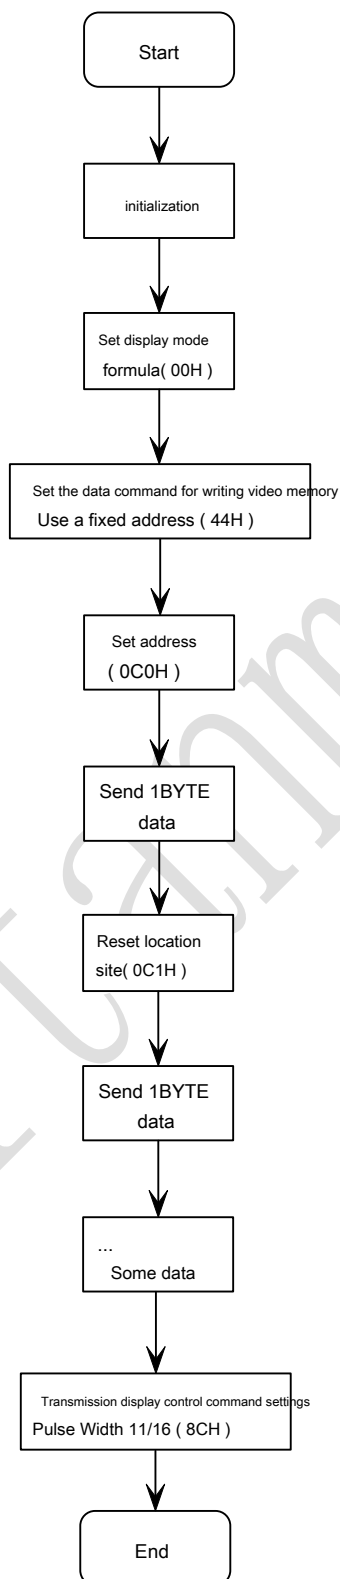 Start
initialization
Set display mode
formula( 00H )
Set the data command for writing video memory
Use a fixed address ( 44H )
Set address
( 0C0H )
Send 1BYTE
data
Reset location
site( 0C1H )
Send 1BYTE
data
...
Some data
Transmission display control command settings
Pulse Width 11/16 ( 8CH )
End